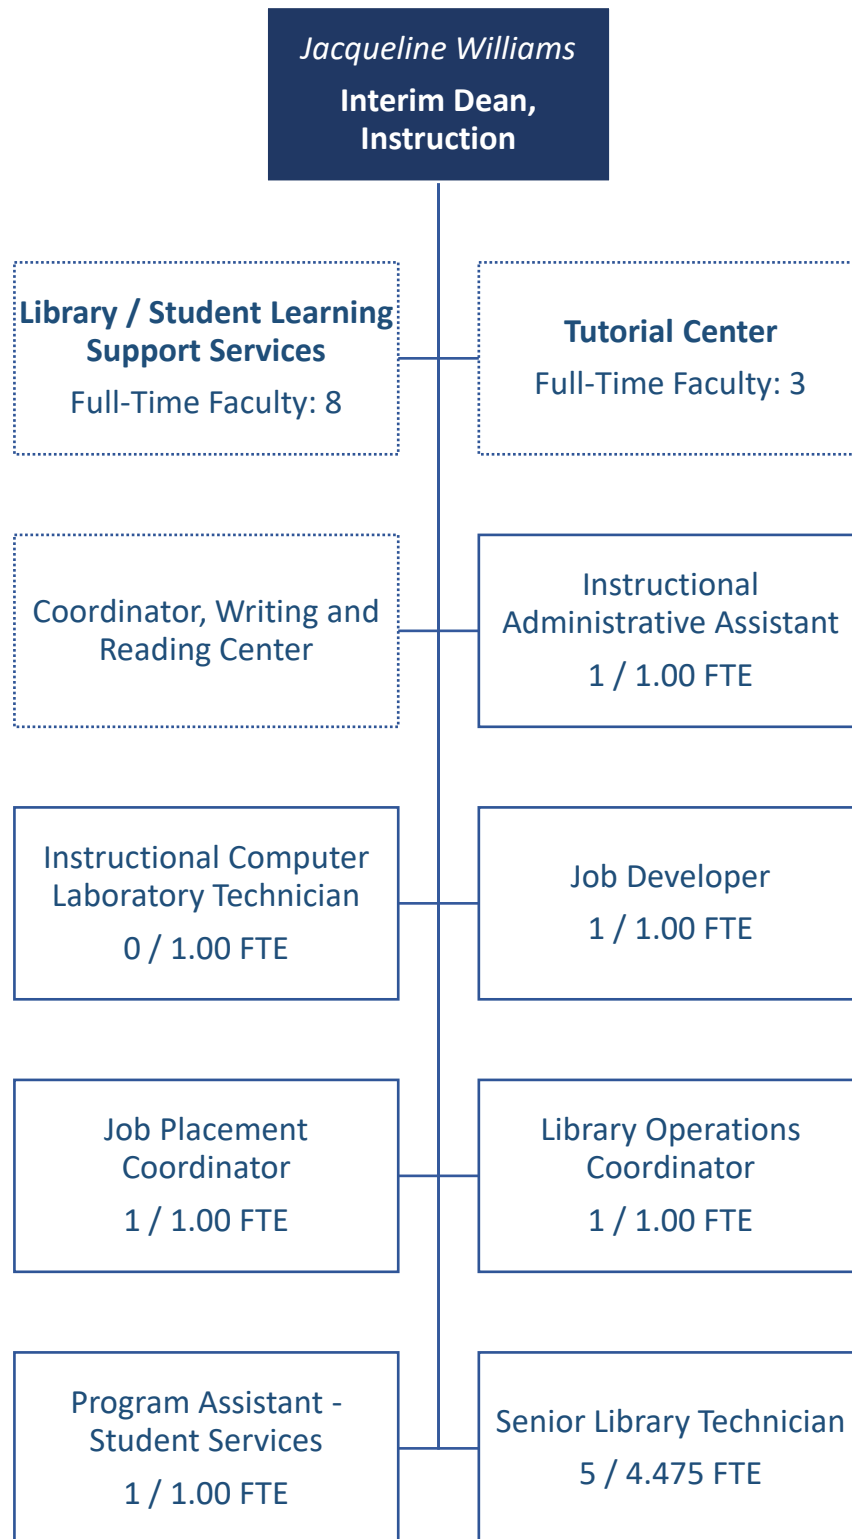 Jacqueline Williams
Interim Dean,
Instruction
Library / Student Learning
Support Services
Full-Time Faculty: 8
Tutorial Center
Full-Time Faculty: 3
Coordinator, Writing and
Reading Center
Instructional
Administrative Assistant
1 / 1.00 FTE
Instructional Computer
Laboratory Technician
0 / 1.00 FTE
Job Developer
1 / 1.00 FTE
Job Placement
Coordinator
1 / 1.00 FTE
Library Operations
Coordinator
1 / 1.00 FTE
Program Assistant -
Student Services
1 / 1.00 FTE
Senior Library Technician
5 / 4.475 FTE